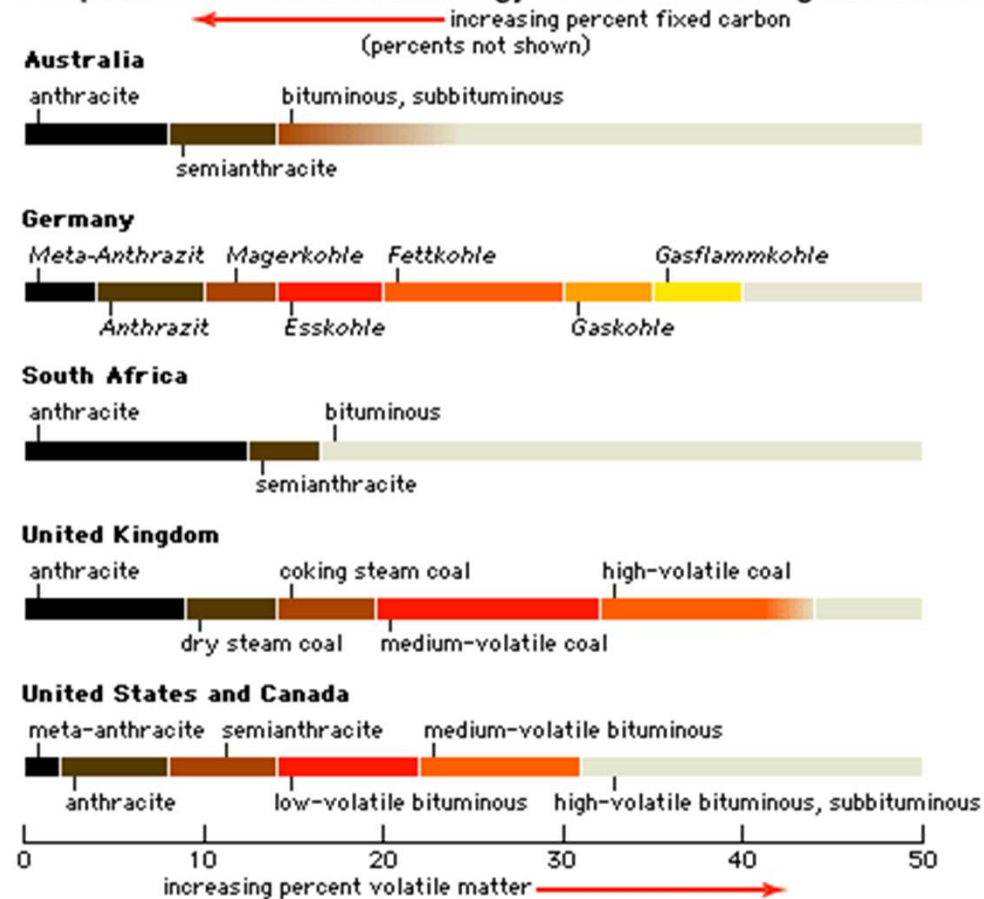 increasing percent fixed carbon
(percents not shown)
Australia
anthracite bituminous, subbituminous
semianthracite
Germany
Meta-Anthrazit Magerkohle Fettkohle Gasflammkohle
Anthrazit Esskohle Gaskohle
South Africa
anthracite bituminous
semianthracite
United Kingdom
anthracite coking steam coal high-volatile coal
dry steam coal medium-volatile coal
United States and Canada
meta-anthracite semianthracite medium-volatile bituminous
anthracite low-volatile bituminous high-volatile bituminous, subbituminous
0 10 20 30 40 50
increasing percent volatile matter